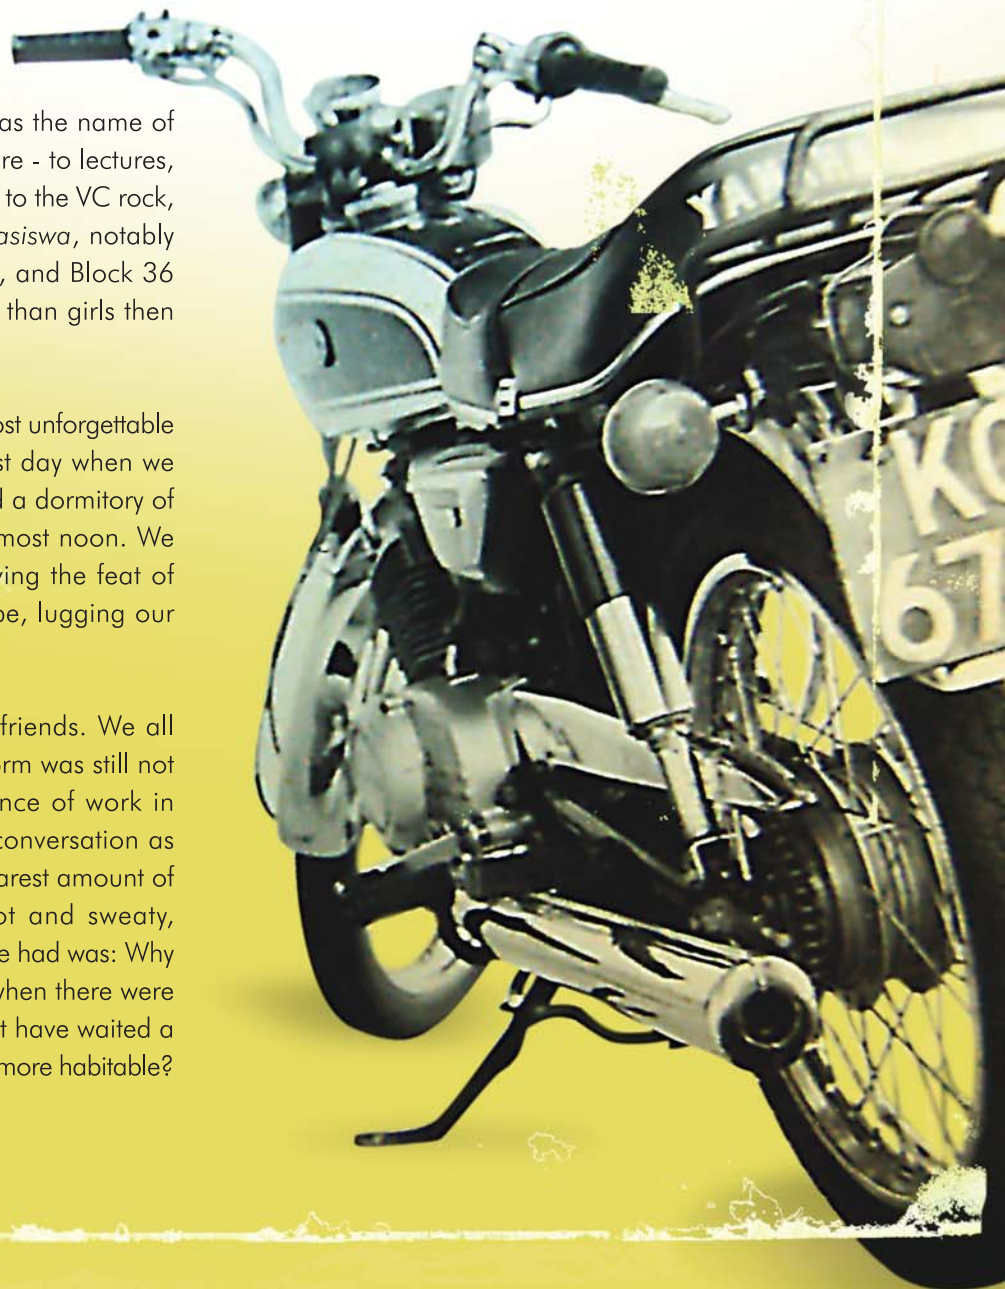 as the name of
re - to lectures,
to the VC rock,
asiswa, notably
, and Block 36
than girls then
ost unforgettable
st day when we
d a dormitory of
most noon. We
ving the feat of
pe, lugging our
friends. We all
orm was still not
nce of work in
conversation as
arest amount of
ot and sweaty,
e had was: Why
when there were
t have waited a
more habitable?
YAMAHA
KC
67